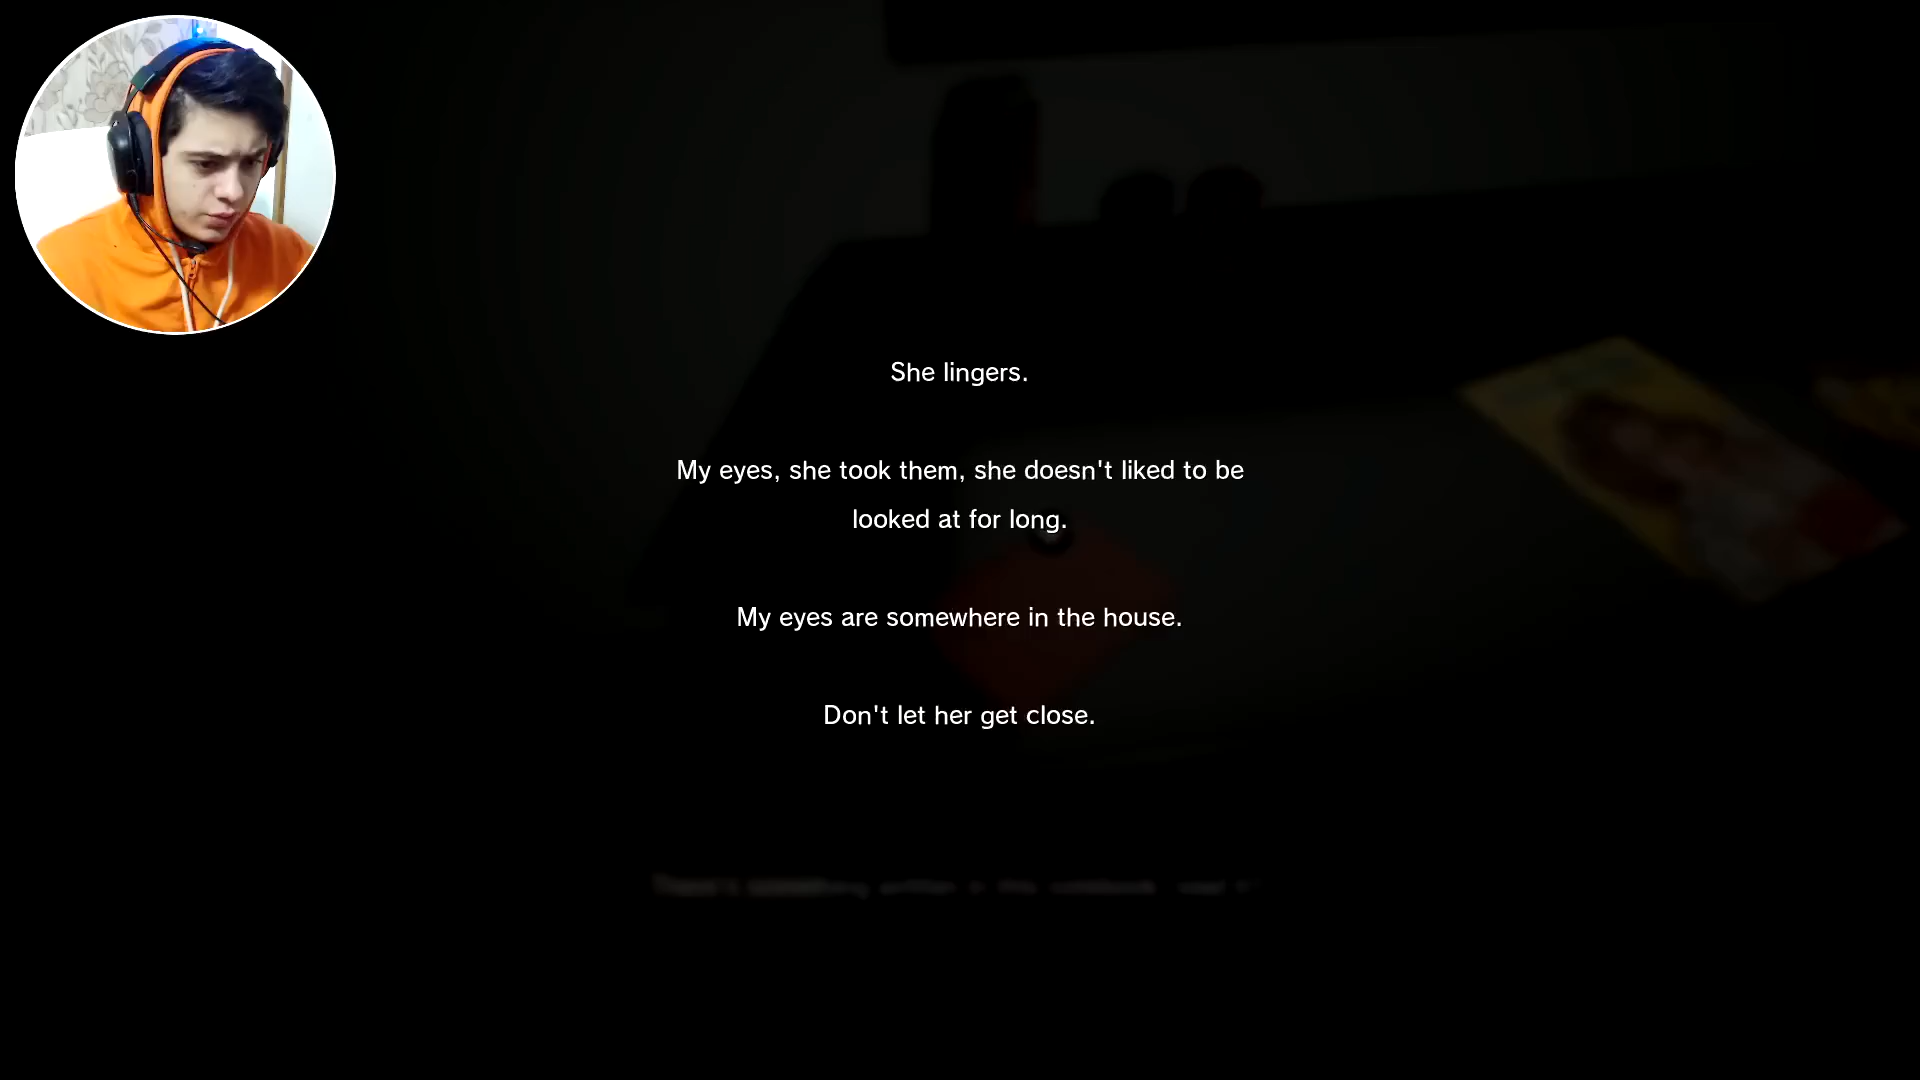 She lingers.
My eyes, she took them, she doesn't liked to be
looked at for long.
My eyes are somewhere in the house.
Don't let her get close.